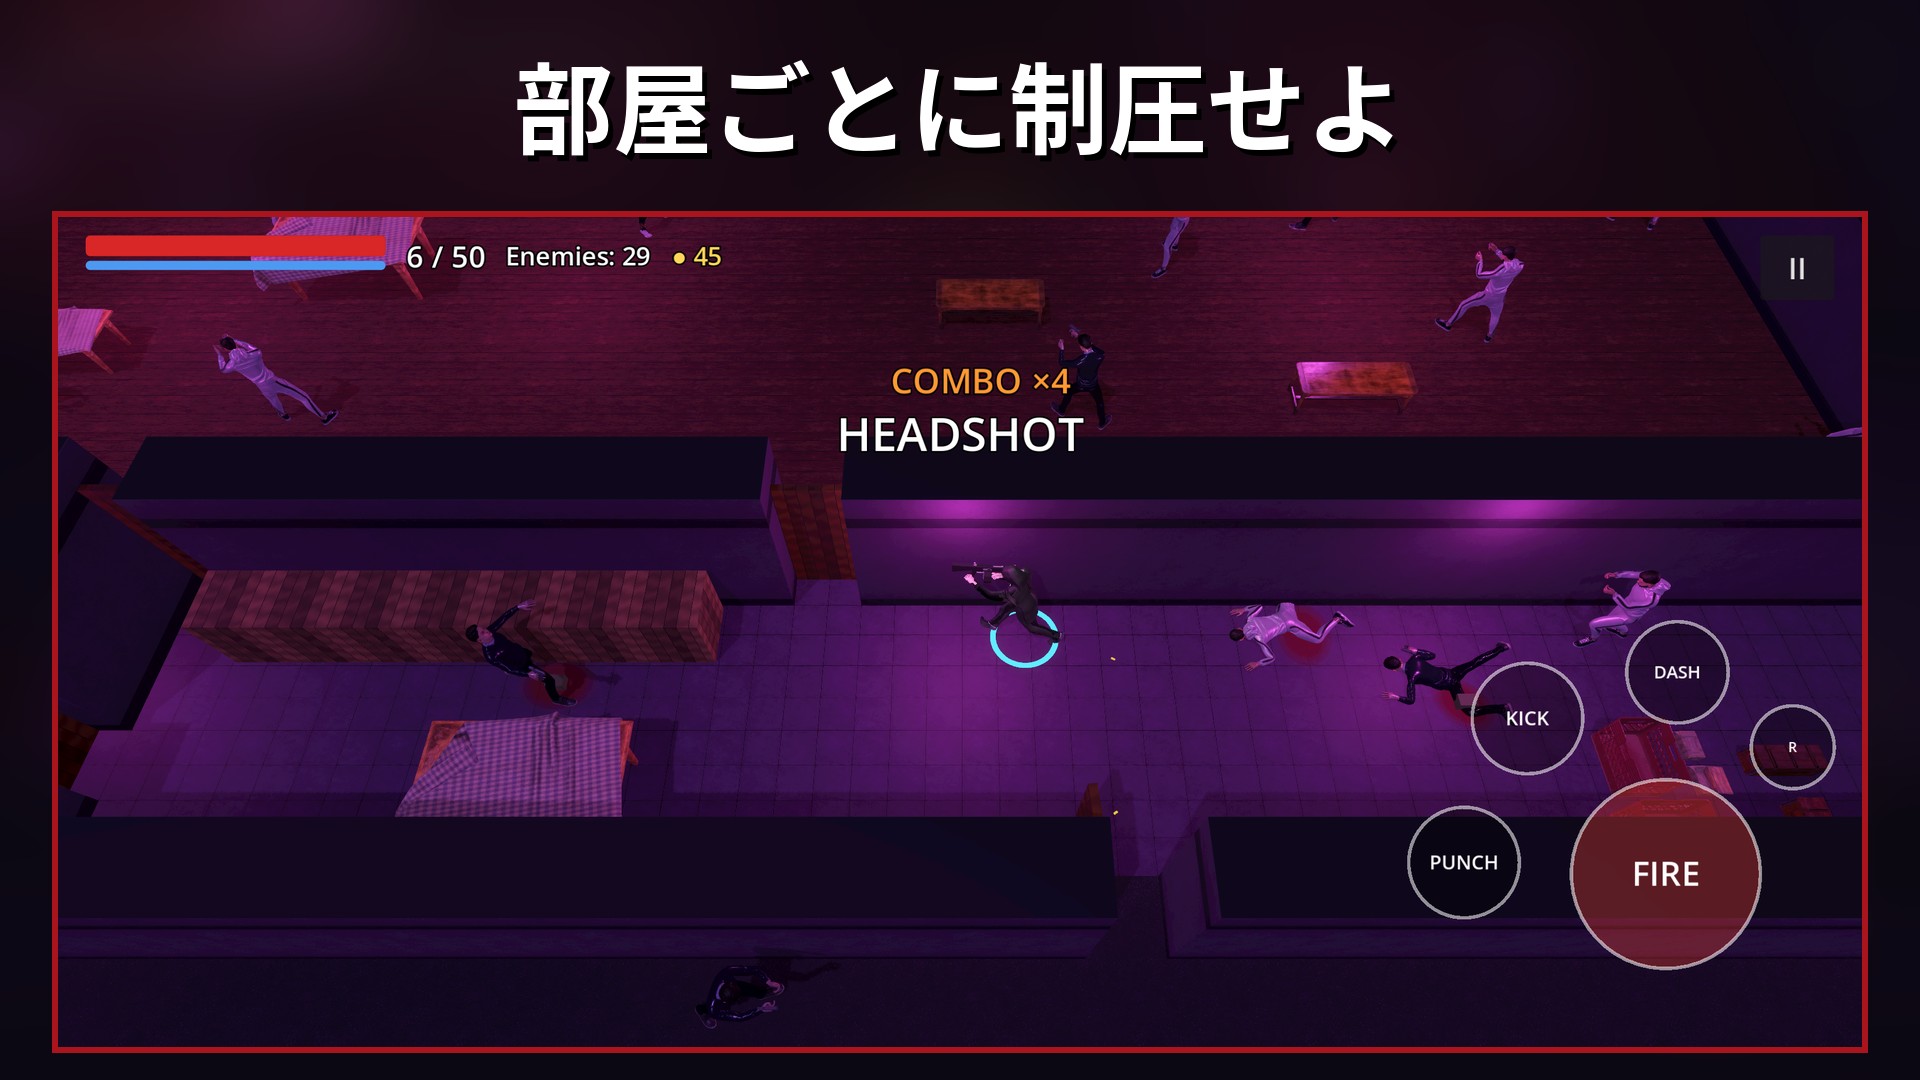 部屋ごとに制圧せよ
6 / 50 Enemies: 29 45
COMBO ×4
HEADSHOT
DASH
KICK
R
PUNCH
FIRE